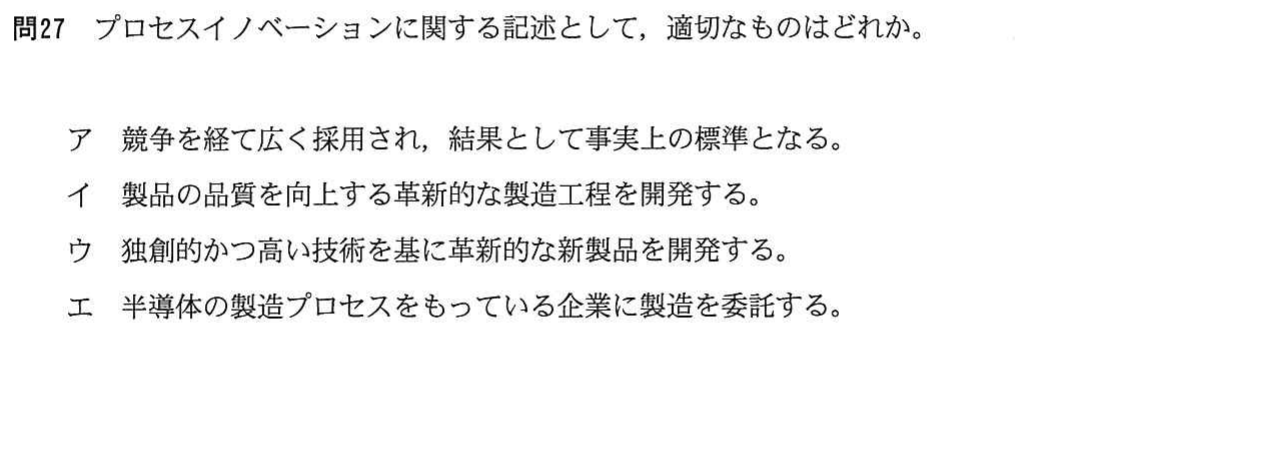 問27　プロセスイノベーションに関する記述として，適切なものはどれか。
ア　競争を経て広く採用され，結果として事実上の標準となる。
イ　製品の品質を向上する革新的な製造工程を開発する。
ウ　独創的かつ高い技術を基に革新的な新製品を開発する。
エ　半導体の製造プロセスをもっている企業に製造を委託する。